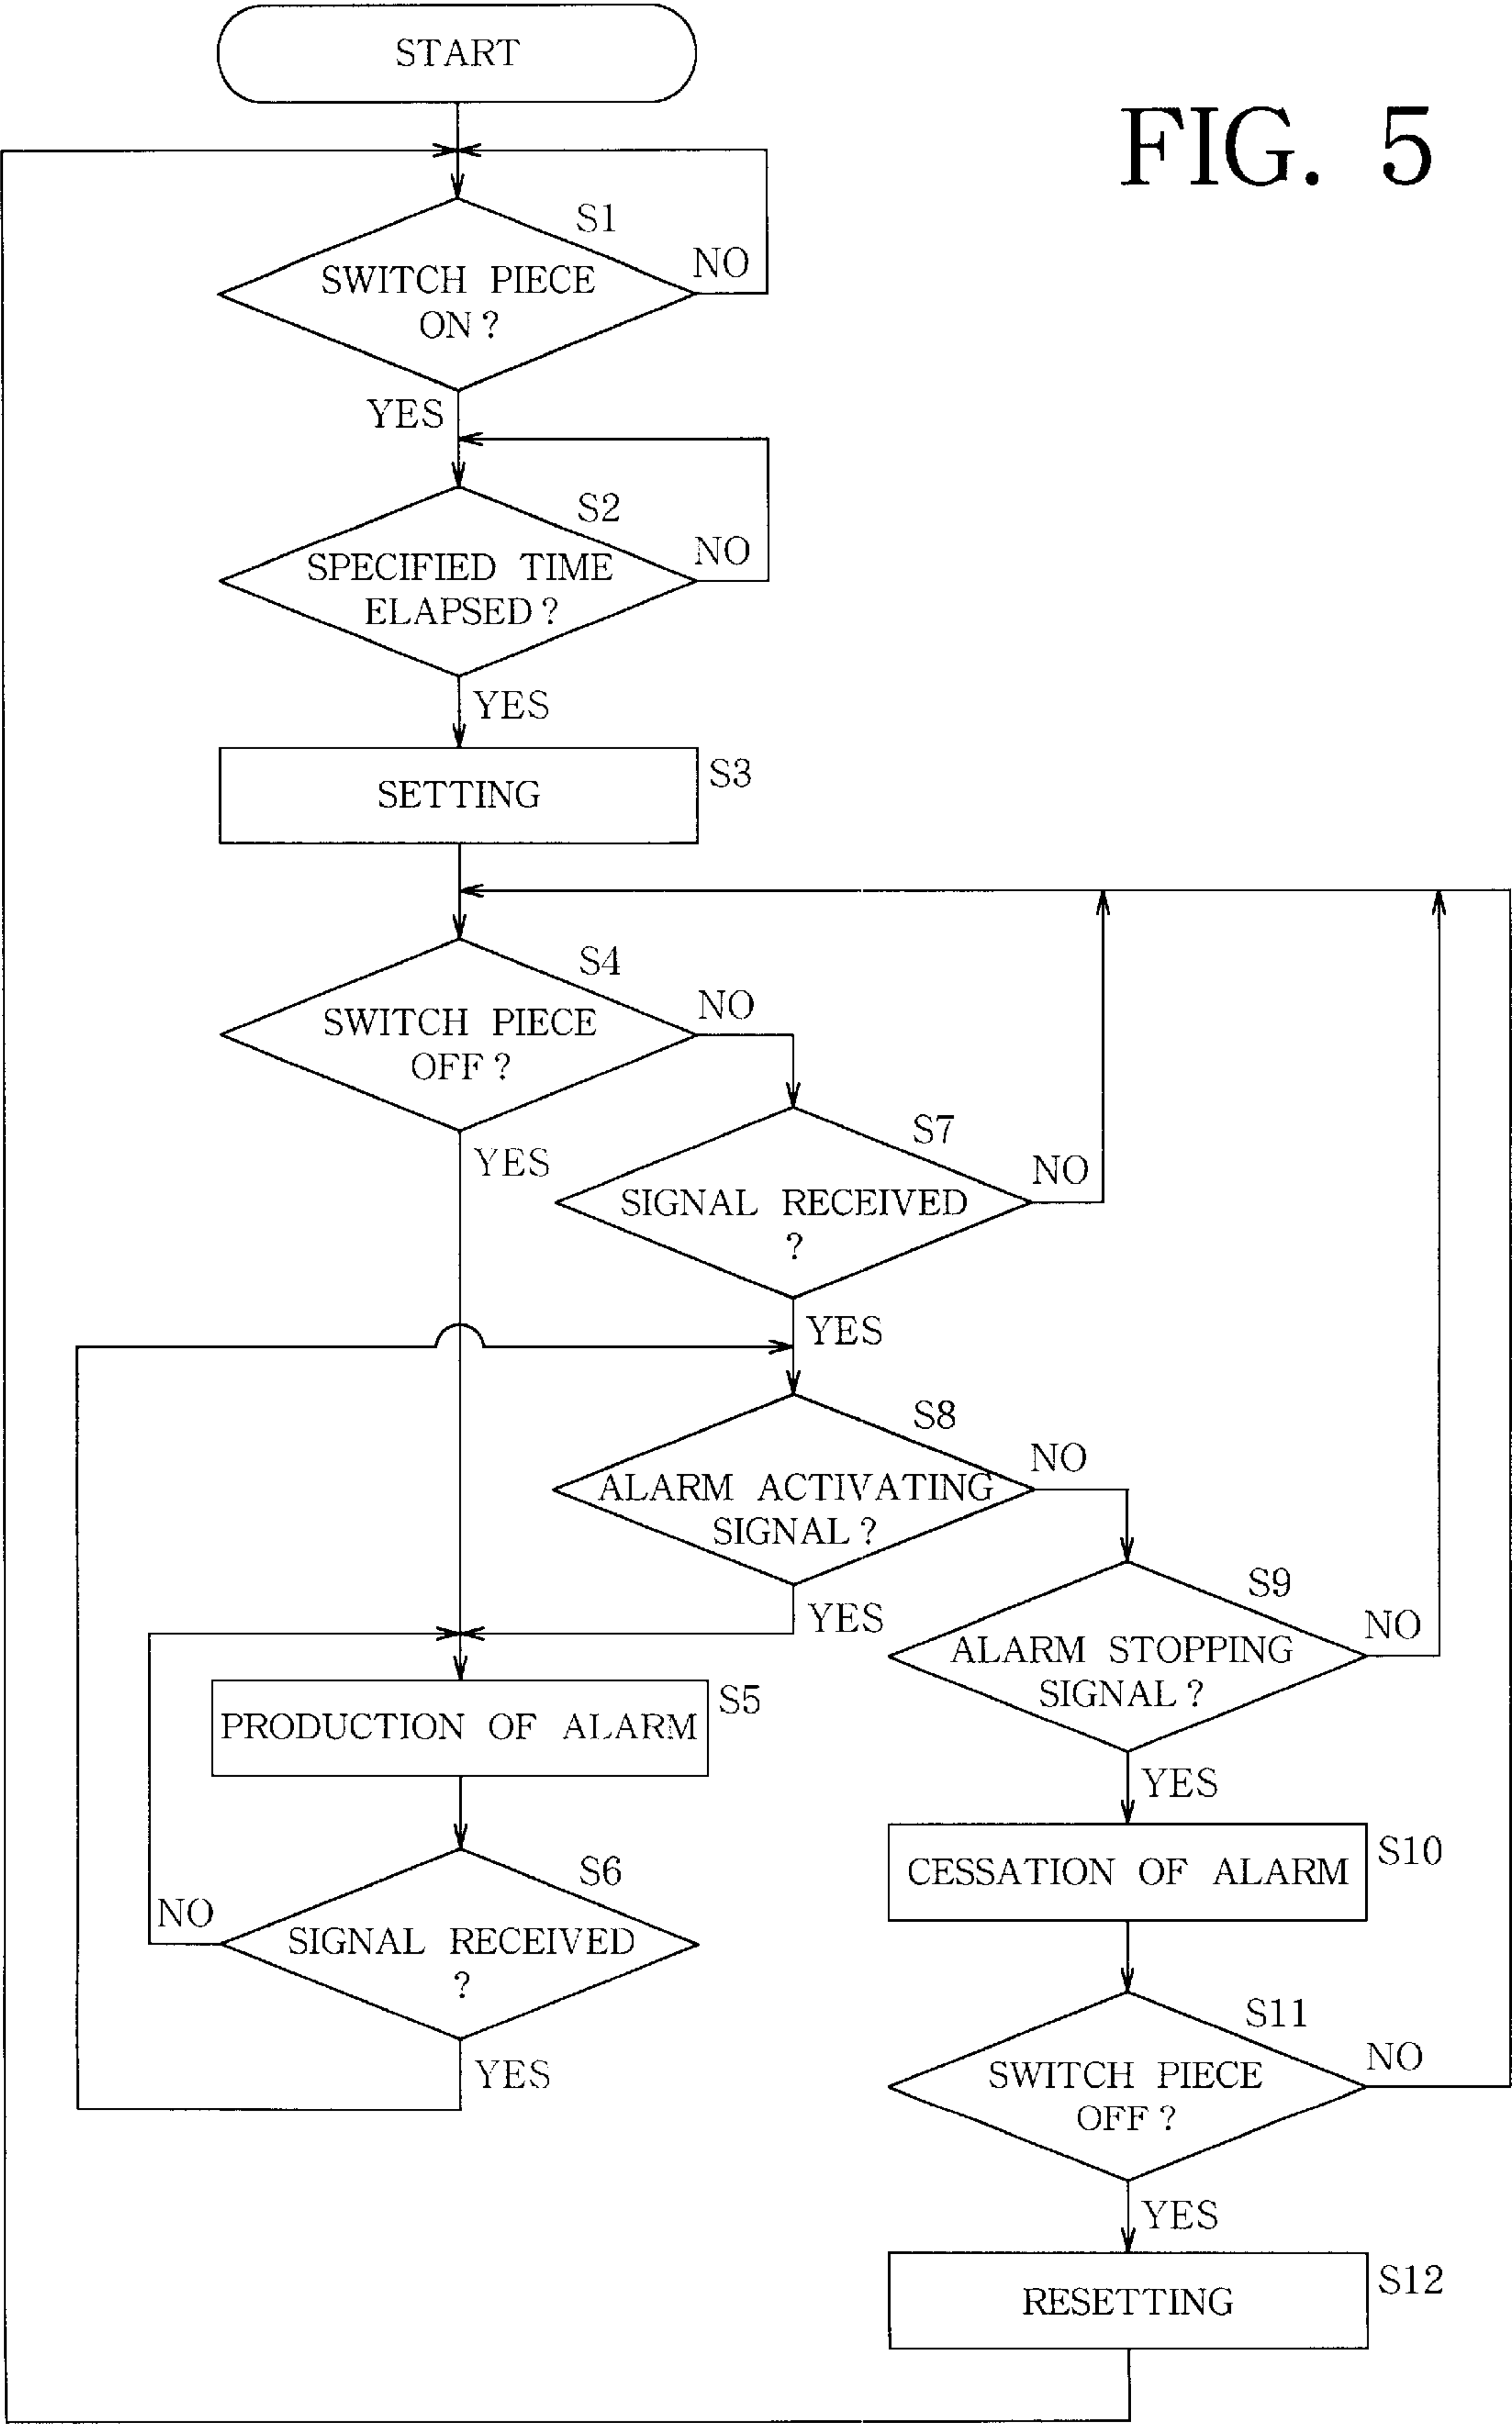 START
FIG. 5
S1
NO
SWITCH PIECE
ON?
YES
S2
NO
SPECIFIED TIME
ELAPSED?
YES
SETTING
S3
S4
NO
SWITCH PIECE
OFF?
YES
S7
NO
SIGNAL RECEIVED
?
YES
S8
NO
ALARM ACTIVATING
SIGNAL?
YES
S9
NO
ALARM STOPPING
SIGNAL?
YES
S5
PRODUCTION OF ALARM
S6
NO
SIGNAL RECEIVED
?
YES
S10
CESSATION OF ALARM
S11
NO
SWITCH PIECE
OFF?
YES
S12
RESETTING